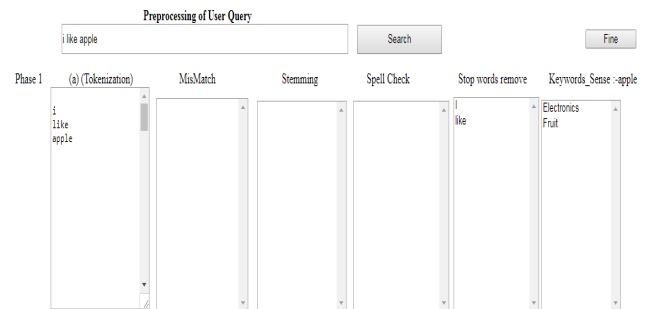 Preprocessing of User Query
i like apple
Search
Fine
Phase 1 (a) (Tokenization) MisMatch Stemming Spell Check Stop words remove Keywords_Sense :-apple
i
like
apple
I
like
Electronics
Fruit